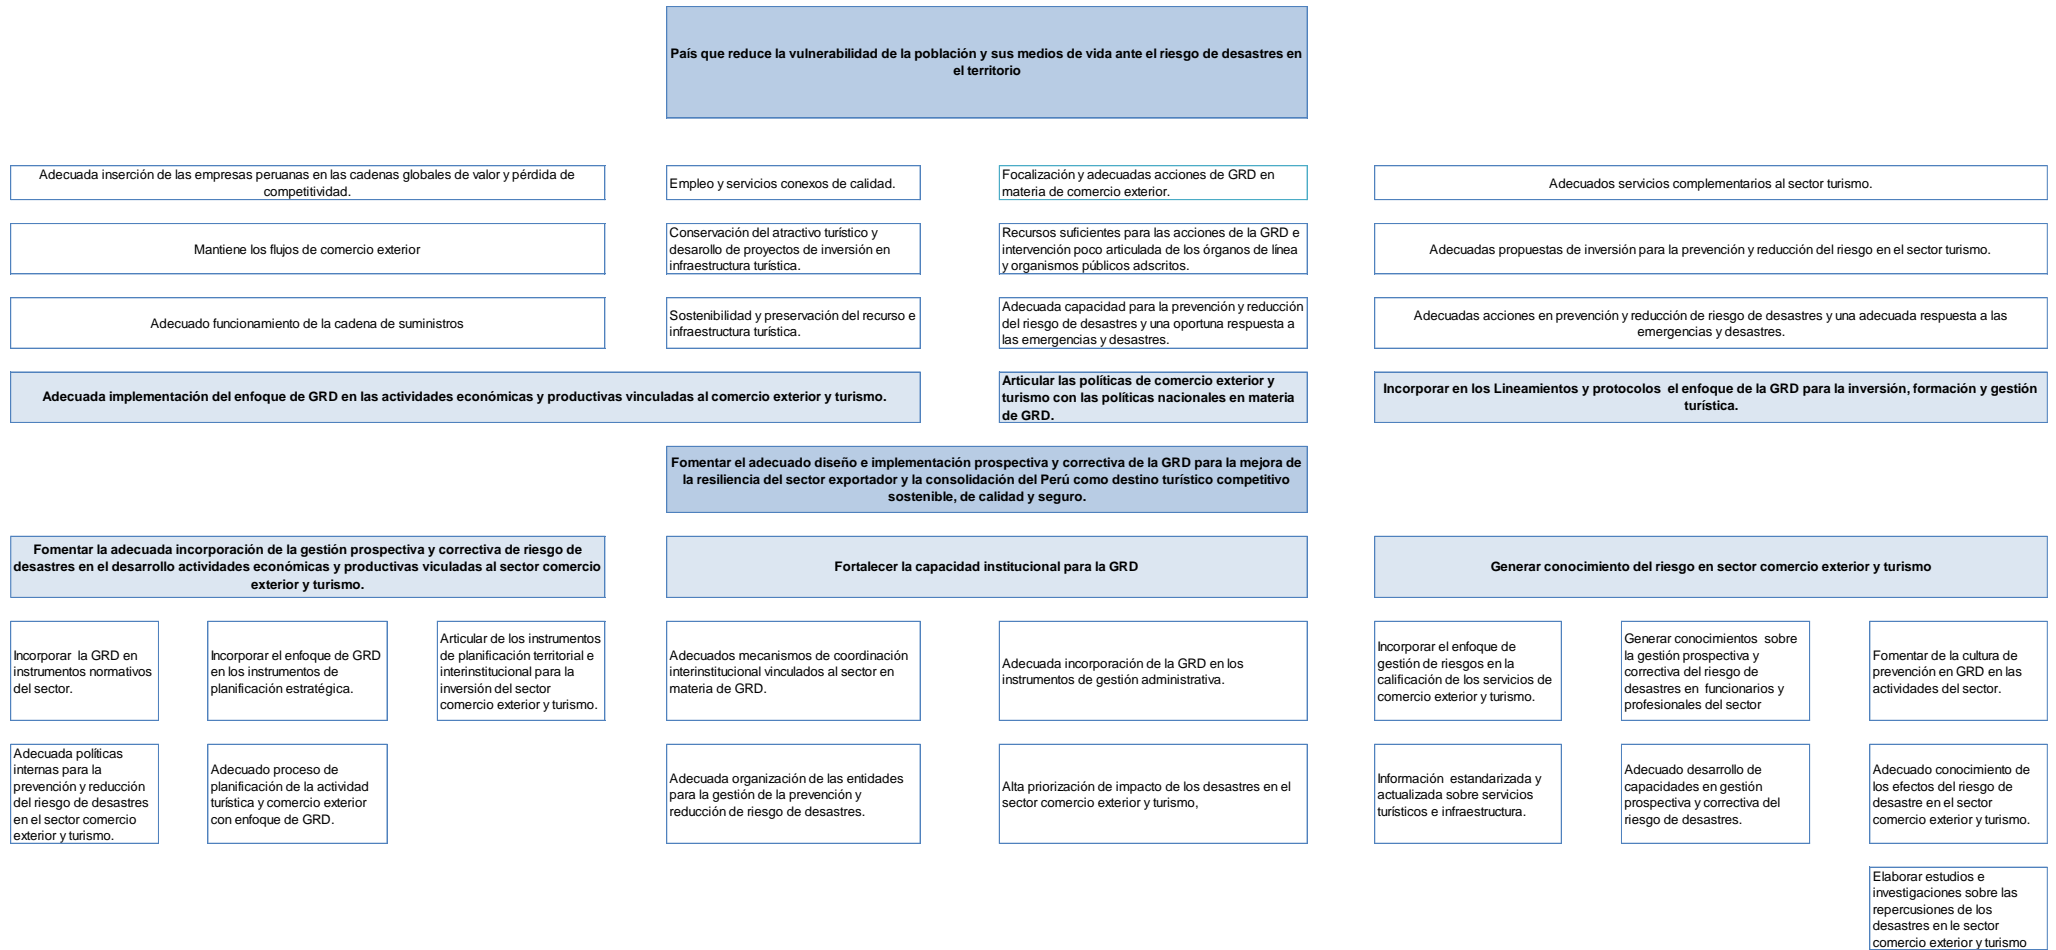 País que reduce la vulnerabilidad de la población y sus medios de vida ante el riesgo de desastres en
el territorio
Adecuada inserción de las empresas peruanas en las cadenas globales de valor y pérdida de
competitividad.
Empleo y servicios conexos de calidad.
Focalización y adecuadas acciones de GRD en
materia de comercio exterior.
Adecuados servicios complementarios al sector turismo.
Mantiene los flujos de comercio exterior
Conservación del atractivo turístico y
desarollo de proyectos de inversión en
infraestructura turística.
Recursos suficientes para las acciones de la GRD e
intervención poco articulada de los órganos de línea
y organismos públicos adscritos.
Adecuadas propuestas de inversión para la prevención y reducción del riesgo en el sector turismo.
Adecuado funcionamiento de la cadena de suministros
Sostenibilidad y preservación del recurso e
infraestructura turística.
Adecuada capacidad para la prevención y reducción
del riesgo de desastres y una oportuna respuesta a
las emergencias y desastres.
Adecuadas acciones en prevención y reducción de riesgo de desastres y una adecuada respuesta a las
emergencias y desastres.
Adecuada implementación del enfoque de GRD en las actividades económicas y productivas vinculadas al comercio exterior y turismo.
Articular las políticas de comercio exterior y
turismo con las políticas nacionales en materia
de GRD.
Incorporar en los Lineamientos y protocolos el enfoque de la GRD para la inversión, formación y gestión
turística.
Fomentar el adecuado diseño e implementación prospectiva y correctiva de la GRD para la mejora de
la resiliencia del sector exportador y la consolidación del Perú como destino turístico competitivo
sostenible, de calidad y seguro.
Fomentar la adecuada incorporación de la gestión prospectiva y correctiva de riesgo de
desastres en el desarrollo actividades económicas y productivas viculadas al sector comercio
exterior y turismo.
Fortalecer la capacidad institucional para la GRD
Generar conocimiento del riesgo en sector comercio exterior y turismo
Incorporar la GRD en
instrumentos normativos
del sector.
Incorporar el enfoque de GRD
en los instrumentos de
planificación estratégica.
Articular de los instrumentos
de planificación territorial e
interinstitucional para la
inversión del sector
comercio exterior y turismo.
Adecuados mecanismos de coordinación
interinstitucional vinculados al sector en
materia de GRD.
Adecuada incorporación de la GRD en los
instrumentos de gestión administrativa.
Incorporar el enfoque de
gestión de riesgos en la
calificación de los servicios de
comercio exterior y turismo.
Generar conocimientos sobre
la gestión prospectiva y
correctiva del riesgo de
desastres en funcionarios y
profesionales del sector
Fomentar de la cultura de
prevención en GRD en las
actividades del sector.
Adecuada políticas
internas para la
prevención y reducción
del riesgo de desastres
en el sector comercio
exterior y turismo.
Adecuado proceso de
planificación de la actividad
turística y comercio exterior
con enfoque de GRD.
Adecuada organización de las entidades
para la gestión de la prevención y
reducción de riesgo de desastres.
Alta priorización de impacto de los desastres en el
sector comercio exterior y turismo,
Información estandarizada y
actualizada sobre servicios
turísticos e infraestructura.
Adecuado desarrollo de
capacidades en gestión
prospectiva y correctiva del
riesgo de desastres.
Adecuado conocimiento de
los efectos del riesgo de
desastre en el sector
comercio exterior y turismo.
Elaborar estudios e
investigaciones sobre las
repercusiones de los
desastres en le sector
comercio exterior y turismo